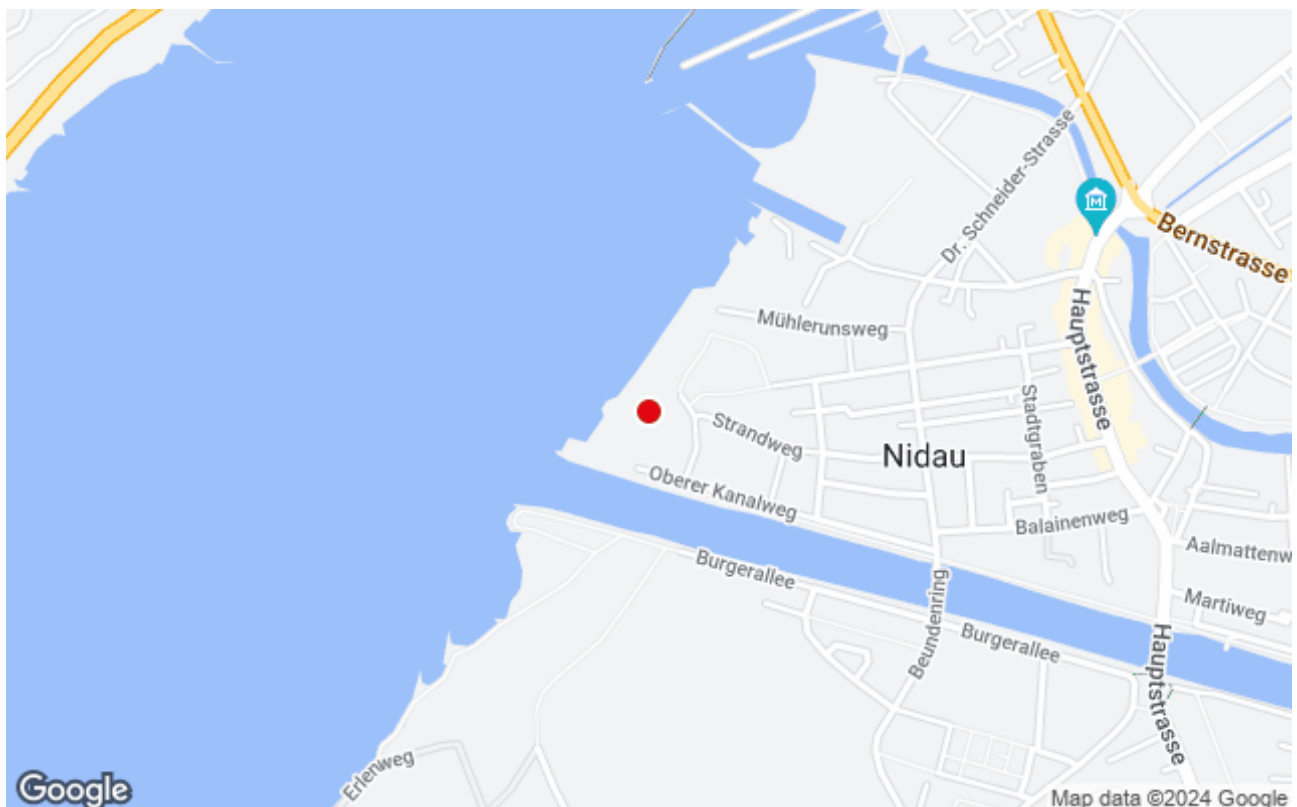 Dr. Schneider-Strasse
M
Bernstrasse
Mühlerunsweg
Hauptstrasse
Stadtgraben
Strandweg
Nidau
Oberer Kanalweg
Balainenweg
Aalmattenw
Burgerallee
Martiweg
Beundenring
Burgerallee
Hauptstrasse
Erlenweg
Google
Map data ©2024 Google